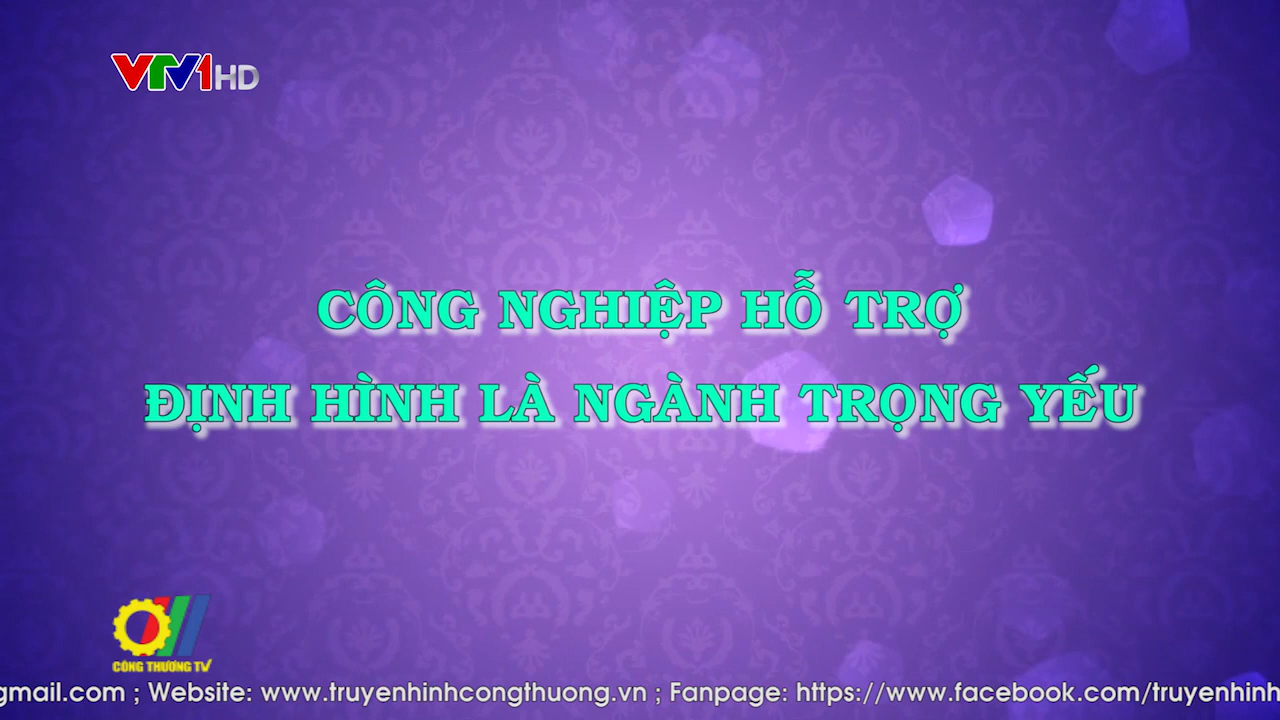 VTV1HD
CÔNG NGHIỆP HỖ TRỢ
ĐỊNH HÌNH LÀ NGÀNH TRỌNG YẾU
CÔNG THƯƠNG TV
gmail.com ; Website: www.truyenhinhcongthuong.vn ; Fanpage: https://www.facebook.com/truyenhinh